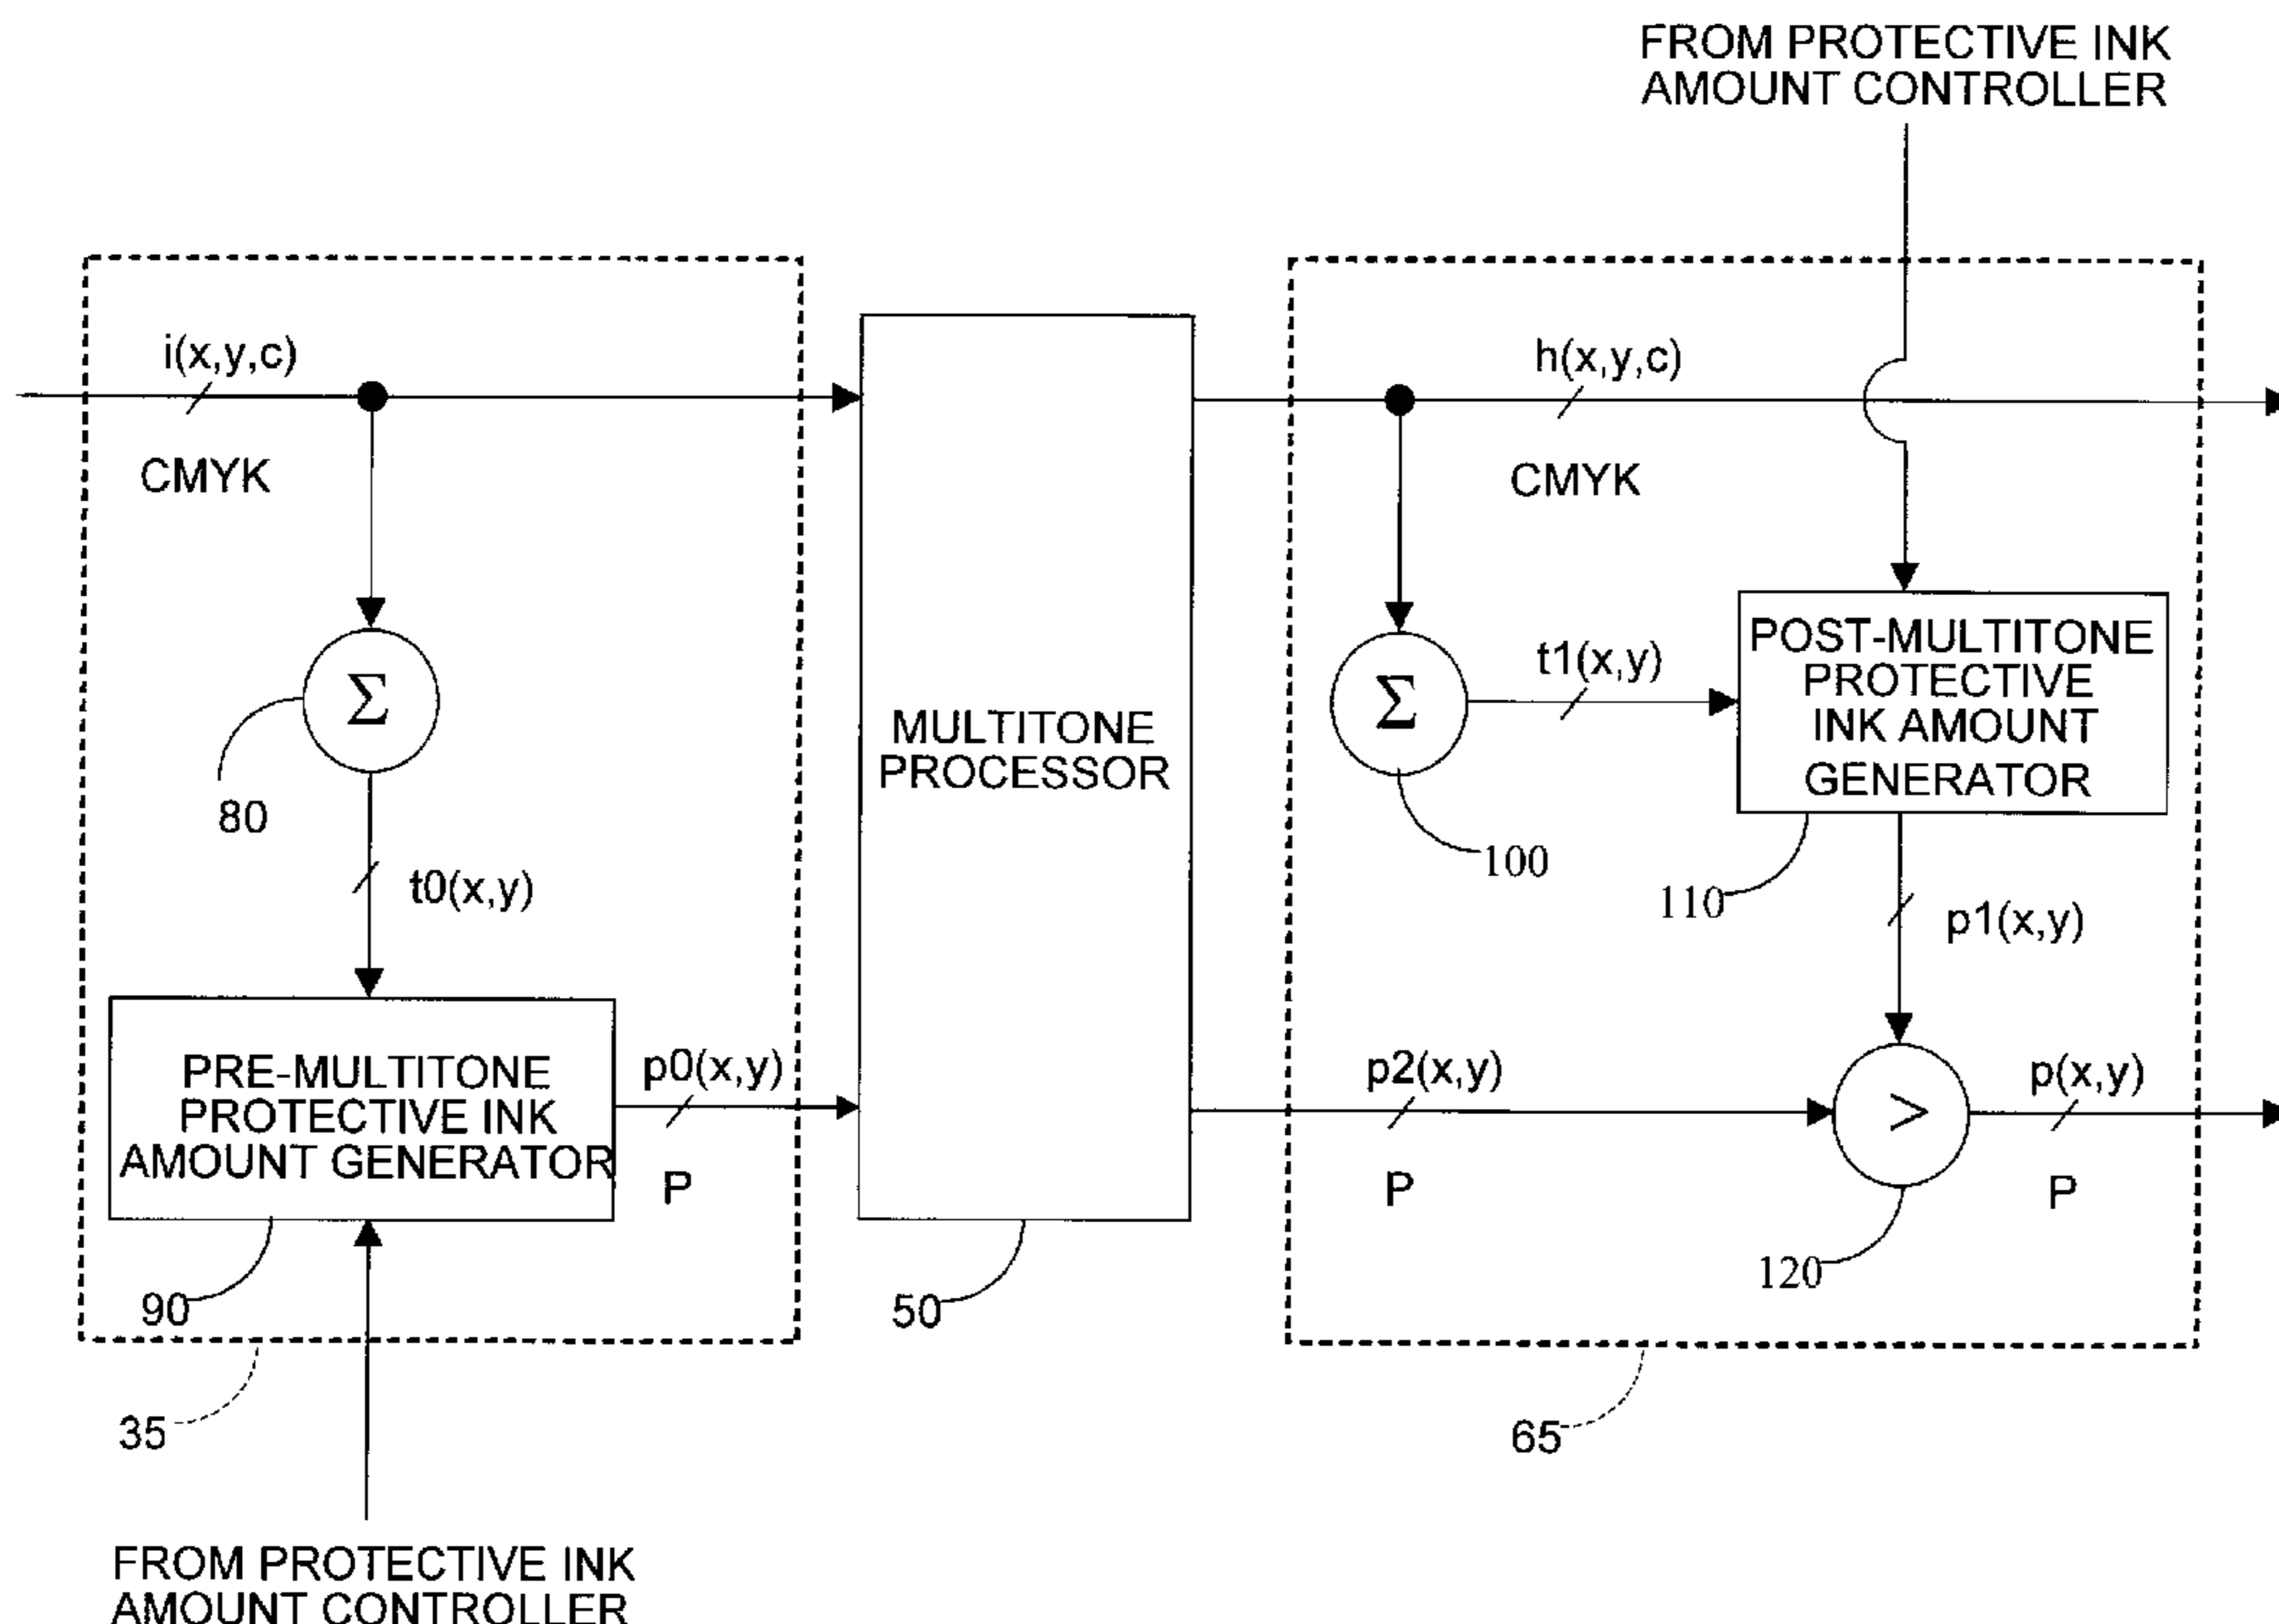 FROM PROTECTIVE INK
AMOUNT CONTROLLER
i(x,y,c)
CMYK
h(x,y,c)
CMYK
Σ
80
t0(x,y)
PRE-MULTITONE
PROTECTIVE INK
AMOUNT GENERATOR
90
p0(x,y)
P
35
FROM PROTECTIVE INK
AMOUNT CONTROLLER
MULTITONE
PROCESSOR
50
Σ
100
t1(x,y)
POST-MULTITONE
PROTECTIVE
INK AMOUNT
GENERATOR
110
p1(x,y)
p2(x,y)
P
>
120
p(x,y)
P
65